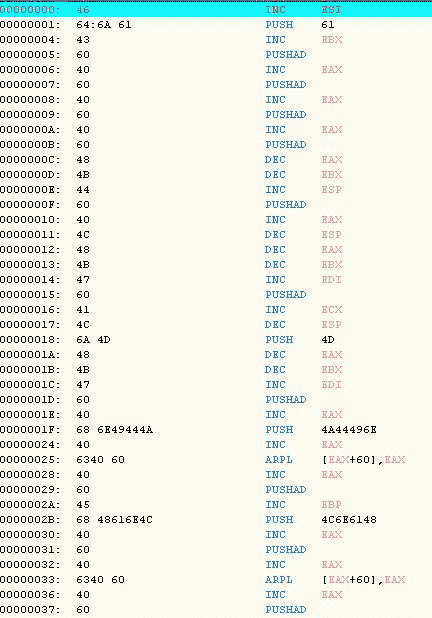 00000000: 46 INC ESI
00000001: 64:6A 61 PUSH 61
00000004: 43 INC EBX
00000005: 60 PUSHAD
00000006: 40 INC EAX
00000007: 60 PUSHAD
00000008: 40 INC EAX
00000009: 60 PUSHAD
0000000A: 40 INC EAX
0000000B: 60 PUSHAD
0000000C: 48 DEC EAX
0000000D: 4B DEC EBX
0000000E: 44 INC ESP
0000000F: 60 PUSHAD
00000010: 40 INC EAX
00000011: 4C DEC ESP
00000012: 48 DEC EAX
00000013: 4B DEC EBX
00000014: 47 INC EDI
00000015: 60 PUSHAD
00000016: 41 INC ECX
00000017: 4C DEC ESP
00000018: 6A 4D PUSH 4D
0000001A: 48 DEC EAX
0000001B: 4B DEC EBX
0000001C: 47 INC EDI
0000001D: 60 PUSHAD
0000001E: 40 INC EAX
0000001F: 68 6E49444A PUSH 4A44496E
00000024: 40 INC EAX
00000025: 6340 60 ARPL [EAX+60],EAX
00000028: 40 INC EAX
00000029: 60 PUSHAD
0000002A: 45 INC EBP
0000002B: 68 48616E4C PUSH 4C6E6148
00000030: 40 INC EAX
00000031: 60 PUSHAD
00000032: 40 INC EAX
00000033: 6340 60 ARPL [EAX+60],EAX
00000036: 40 INC EAX
00000037: 60 PUSHAD